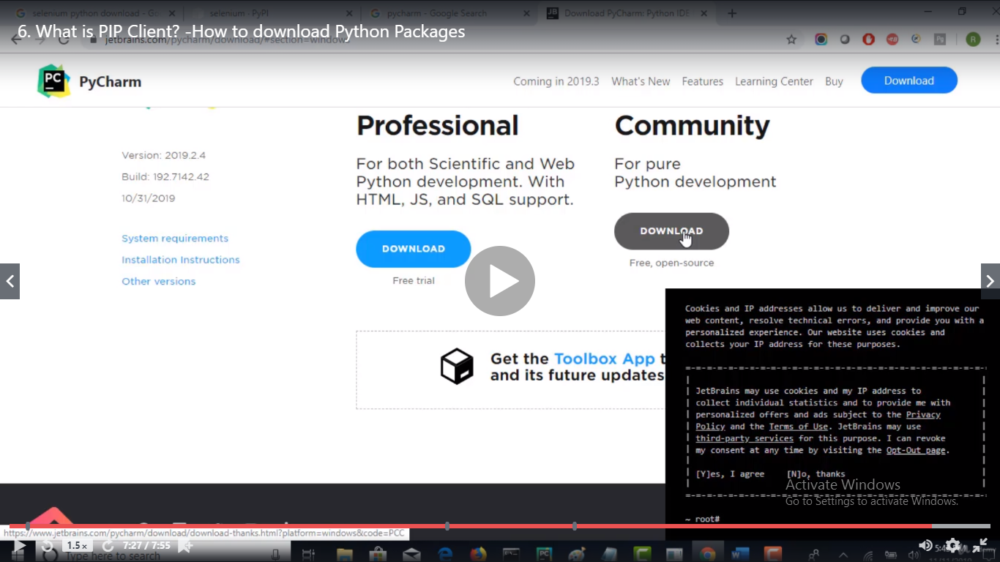 selenium python download - Go
selenium · PyPI
pycharm - Google Search
Download PyCharm: Python IDE
6. What is PIP Client? -How to download Python Packages
jetbrains.com/pycharm/download/#section=windows
R
PC
PyCharm
Coming in 2019.3
What's New
Features
Learning Center
Buy
Download
Version: 2019.2.4
Build: 192.7142.42
10/31/2019
System requirements
Installation Instructions
Other versions
Professional
For both Scientific and Web
Python development. With
HTML, JS, and SQL support.
DOWNLOAD
Free trial
Community
For pure
Python development
DOWNLOAD
Free, open-source
Get the Toolbox App t
and its future updates
Cookies and IP addresses allow us to deliver and improve our
web content, resolve technical errors, and provide you with a
personalized experience. Our website uses cookies and
collects your IP address for these purposes.
JetBrains may use cookies and my IP address to
collect individual statistics and to provide me with
personalized offers and ads subject to the Privacy
Policy and the Terms of Use. JetBrains may use
third-party services for this purpose. I can revoke
my consent at any time by visiting the Opt-Out page.
[Y]es, I agree [N]o, thanks
~ root#
Activate Windows
Go to Settings to activate Windows.
https://www.jetbrains.com/pycharm/download/download-thanks.html?platform=windows&code=PCC
1.5x
7:27 / 7:55
Type here to search